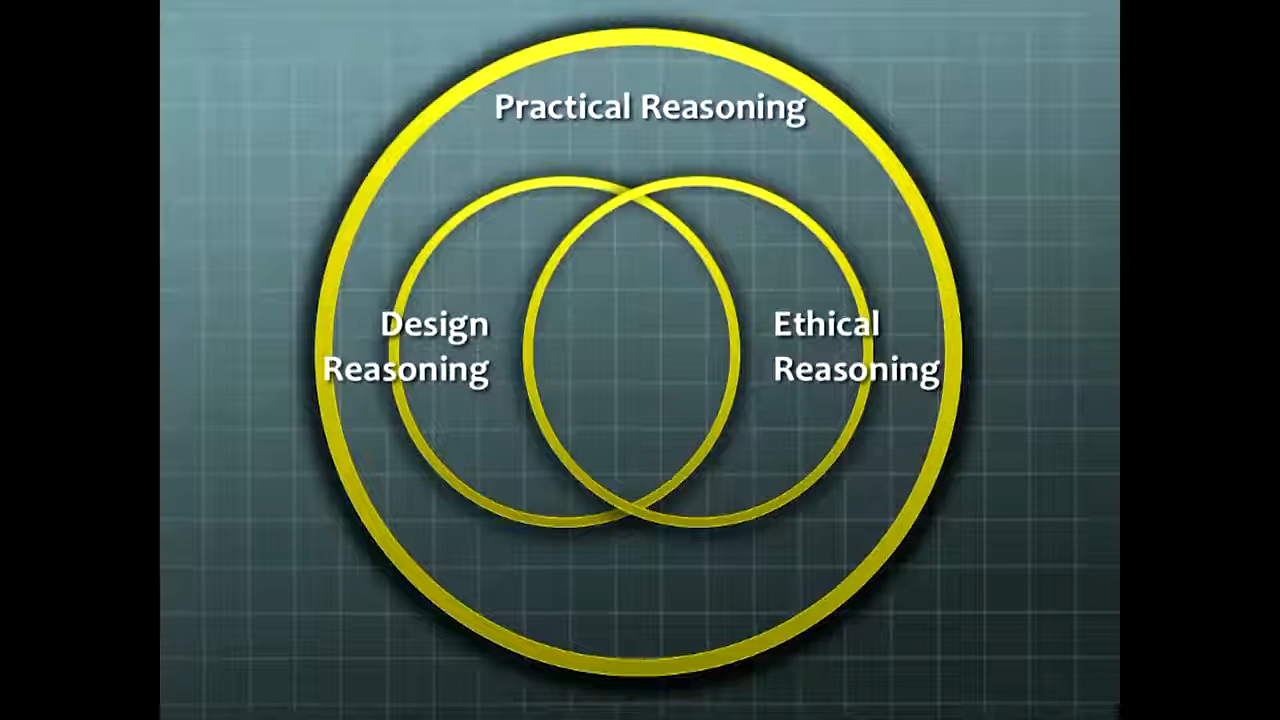 Practical Reasoning
Design
Reasoning
Ethical
Reasoning